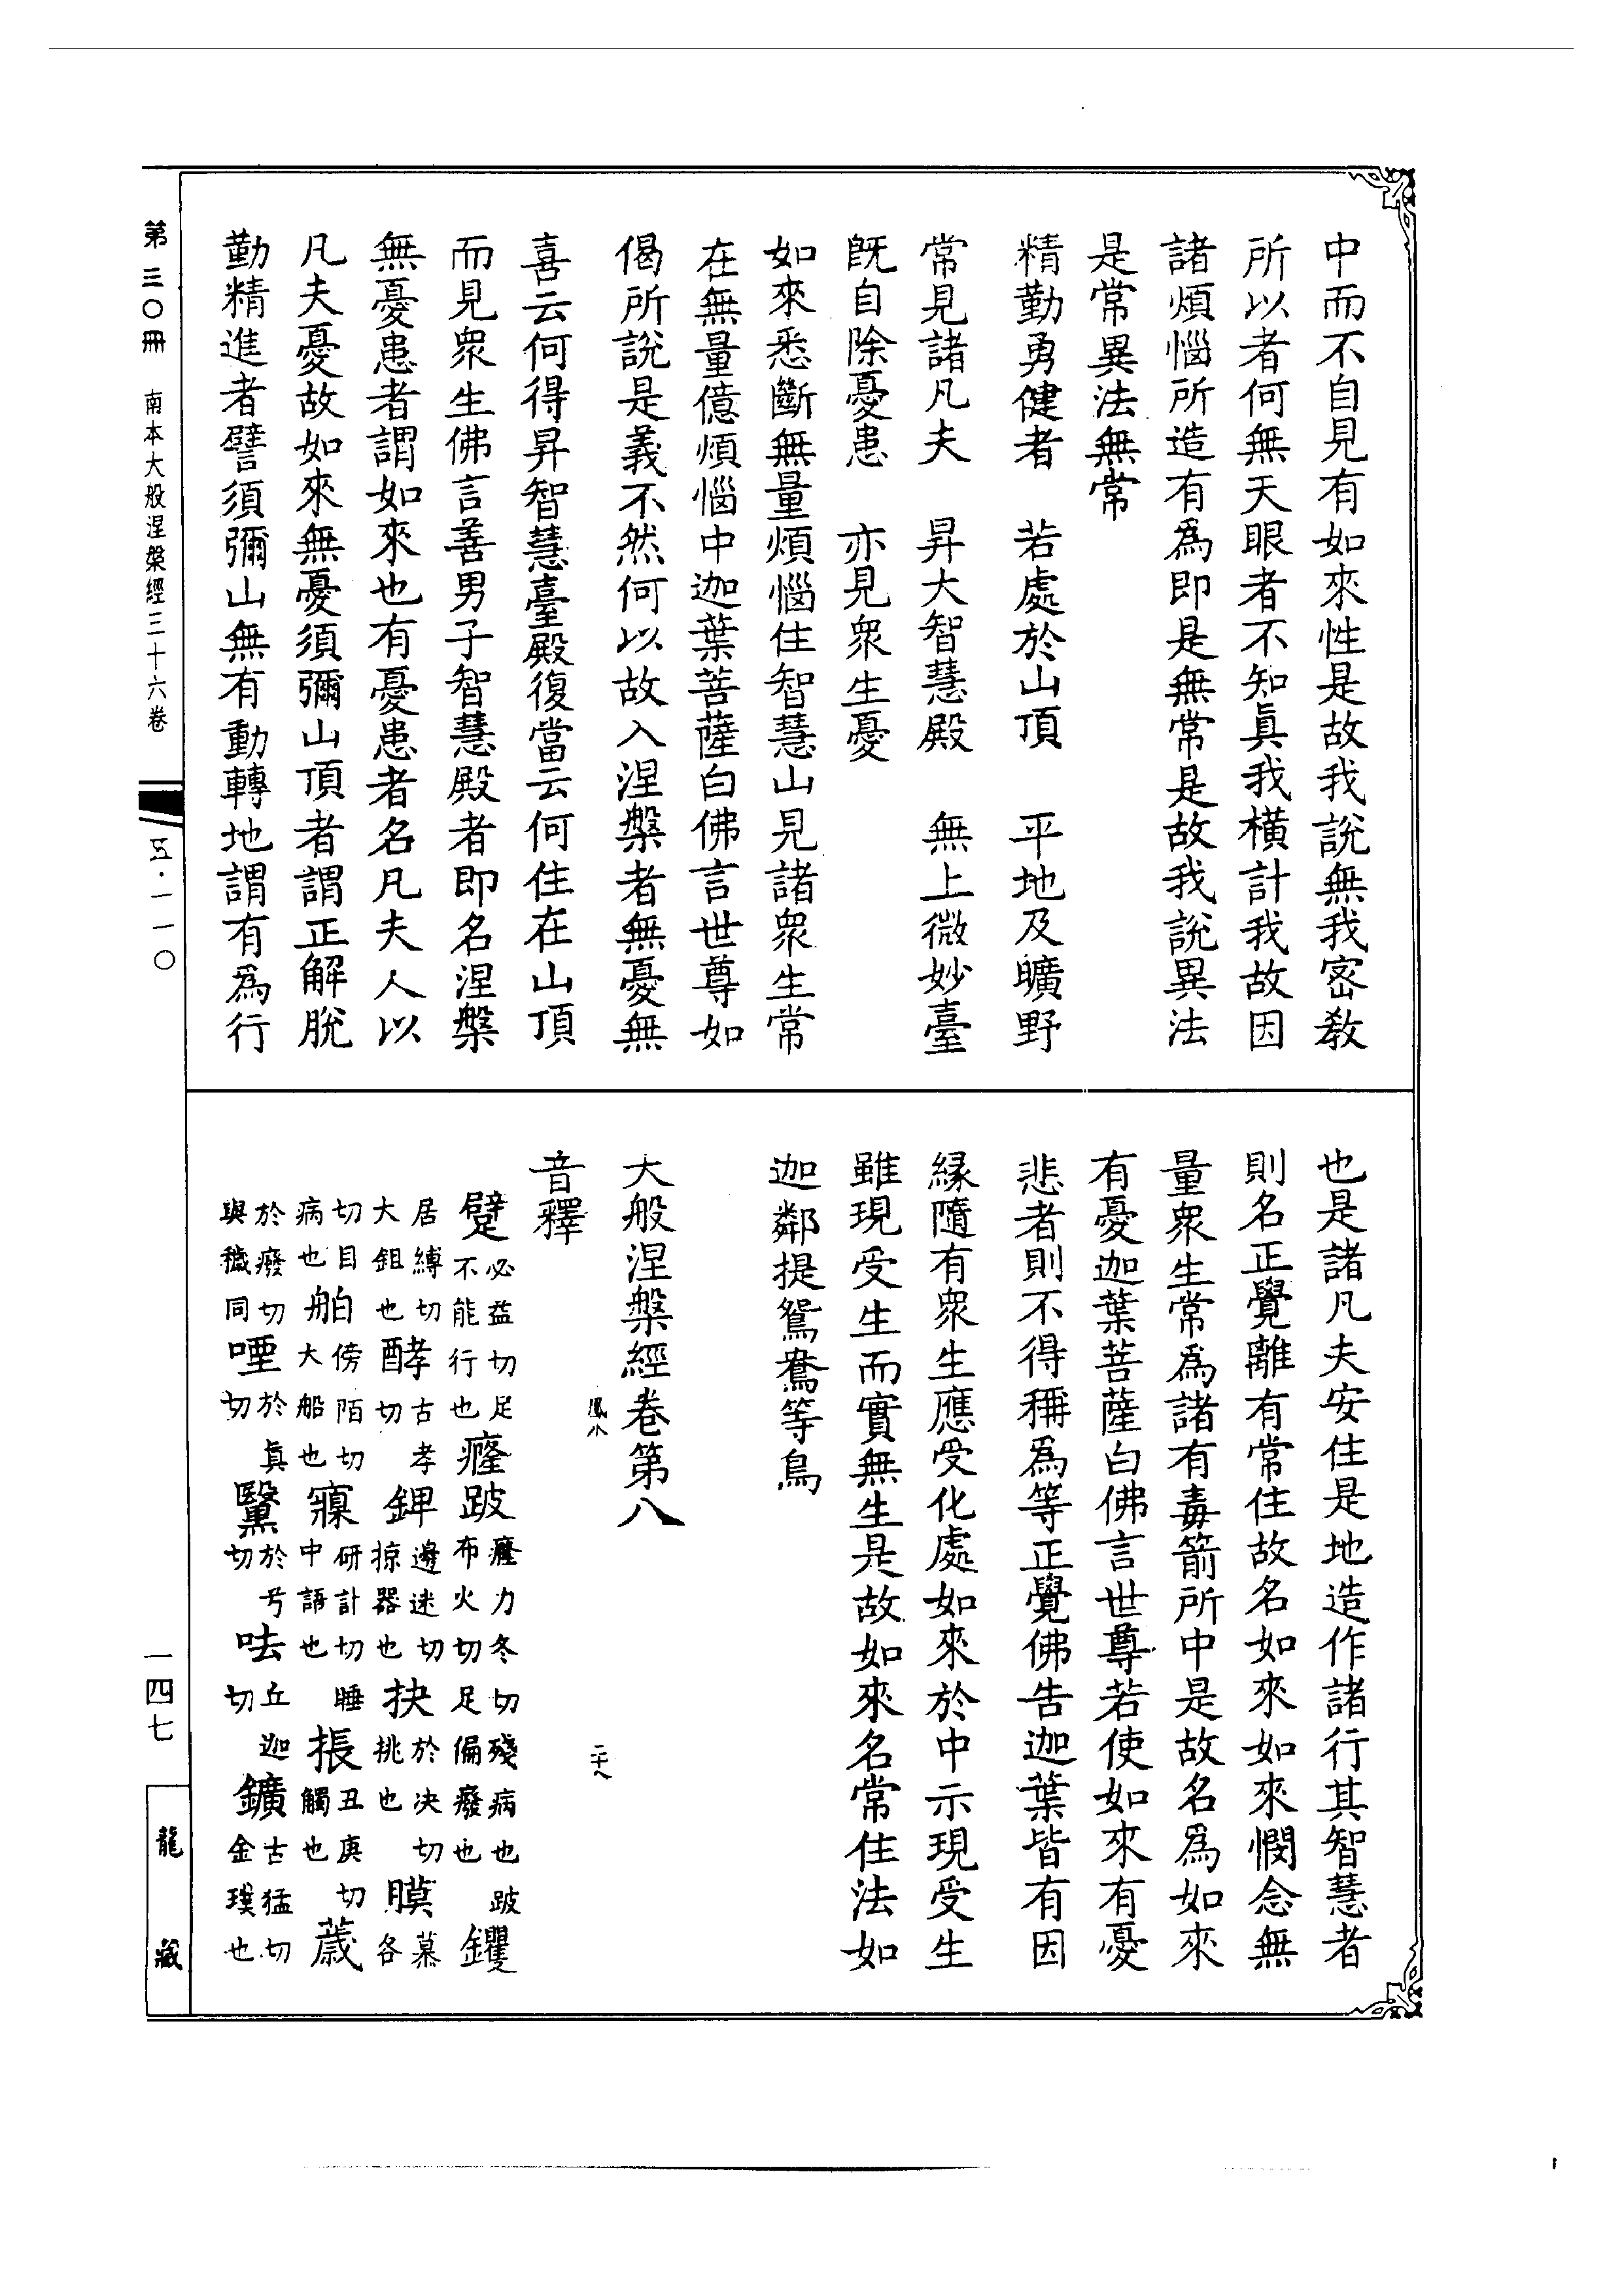 中而不自見有如來性是故我說無我密教
所以者何無天眼者不知眞我橫計我故因
諸煩惱所造有爲即是無常是故我說異法
是常異法無常
精勤勇健者　若處於山頂　平地及曠野
常見諸凡夫　昇大智慧殿　無上微妙臺
旣自除憂患　亦見衆生憂
如來悉斷無量煩惱住智慧山見諸衆生常
在無量億煩惱中迦葉菩薩白佛言世尊如
偈所說是義不然何以故入涅槃者無憂無
喜云何得昇智慧臺殿復當云何住在山頂
而見衆生佛言善男子智慧殿者即名涅槃
無憂患者謂如來也有憂患者名凡夫人以
凡夫憂故如來無憂須彌山頂者謂正解脫
勤精進者譬須彌山無有動轉地謂有爲行
也是諸凡夫安住是地造作諸行其智慧者
則名正覺離有常住故名如來如來憫念無
量衆生常爲諸有毒箭所中是故名爲如來
有憂迦葉菩薩白佛言世尊若使如來有憂
悲者則不得稱爲等正覺佛告迦葉皆有因
緣隨有衆生應受化處如來於中示現受生
雖現受生而實無生是故如來名常住法如
迦鄰提鴛鴦等鳥
大般涅槃經卷第八
音釋
躄必益切足不能行也癃跛癃力冬切殘病也跛布火切足偏廢也钁
居縛切大鉏也酵古孝切錍邊迷切掠器也抉於决切挑也膜慕各
切目病也舶傍陌切大船也寱研計切睡中語也掁丑庚切觸也薉
於廢切與穢同堙於眞切黳於兮切呿丘迦切鑛古猛切金璞也
第三〇冊　南本大般涅槃經三十六卷
五·一一〇
一四七
龍藏